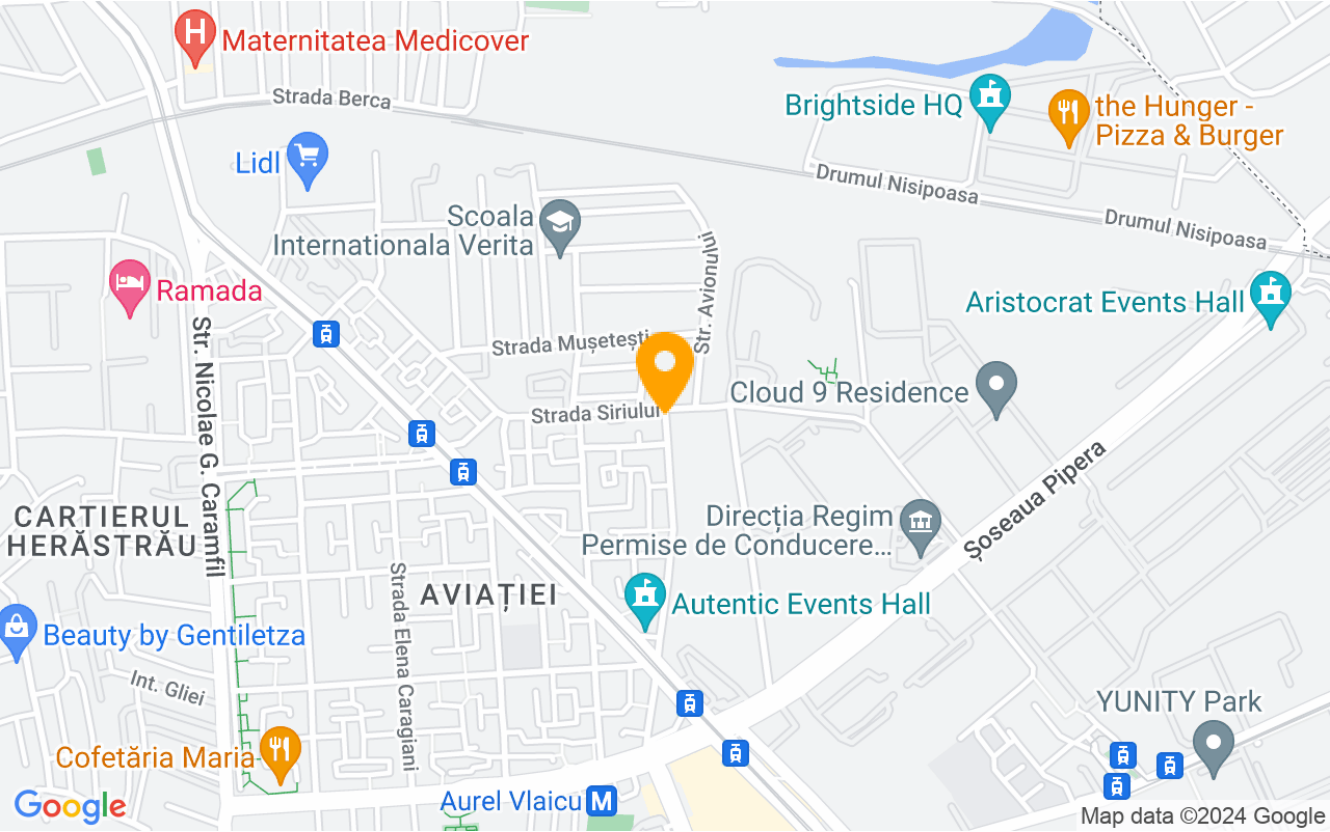 H
Maternitatea Medicover
Strada Berca
Brightside HQ
the Hunger -
Pizza & Burger
Lidl
Drumul Nisipoasa
Drumul Nisipoasa
Scoala
Internationala Verita
Str. Avionului
Ramada
Aristocrat Events Hall
Str. Nicolae G. Caramfil
Strada Mușetești
Cloud 9 Residence
Strada Siriului
Șoseaua Pipera
CARTIERUL
HERĂSTRĂU
Direcția Regim
Permise de Conducere...
Strada Elena Caragiani
AVIAȚIEI
Autentic Events Hall
Beauty by Gentiletza
Int. Gliei
YUNITY Park
Cofetăria Maria
Aurel Vlaicu M
Google
Map data ©2024 Google